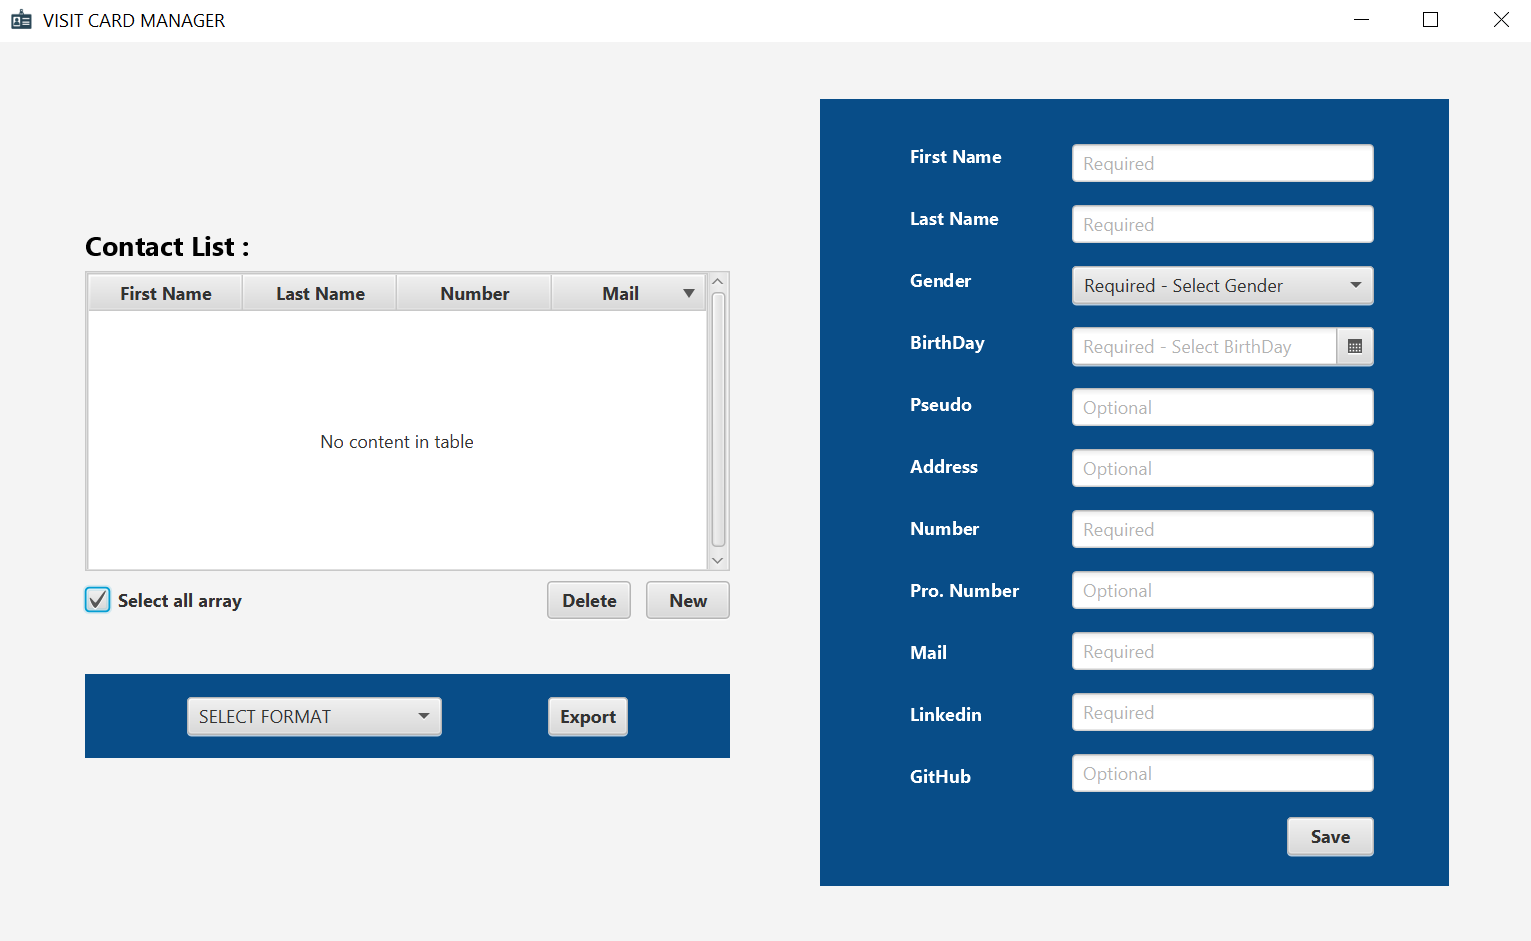 VISIT CARD MANAGER
Contact List :
First Name Last Name Number Mail
No content in table
Select all array Delete New
SELECT FORMAT Export
First Name Required
Last Name Required
Gender Required - Select Gender
BirthDay Required - Select BirthDay
Pseudo Optional
Address Optional
Number Required
Pro. Number Optional
Mail Required
Linkedin Required
GitHub Optional
Save